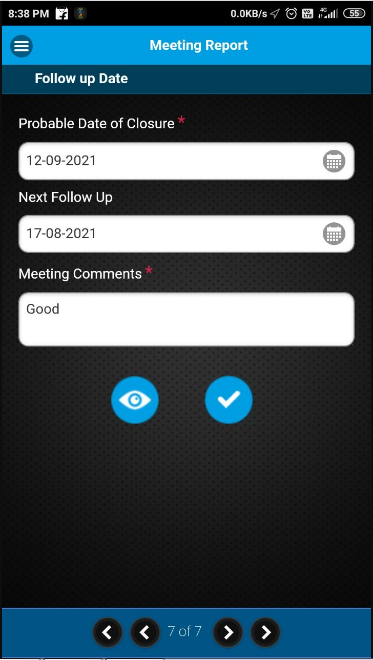 8:38 PM 0.0KB/s 4G 55
Meeting Report
Follow up Date
Probable Date of Closure *
12-09-2021
Next Follow Up
17-08-2021
Meeting Comments *
Good
7 of 7